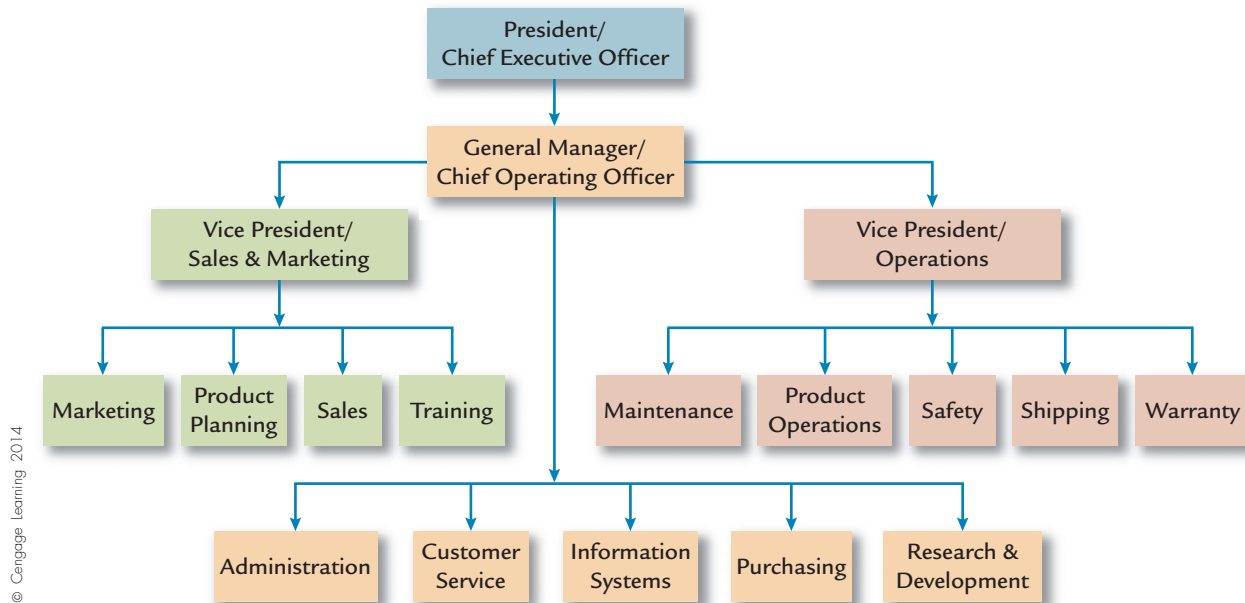 President/
Chief Executive Officer
General Manager/
Chief Operating Officer
Vice President/
Sales & Marketing
Vice President/
Operations
Marketing
Product
Planning
Sales
Training
Maintenance
Product
Operations
Safety
Shipping
Warranty
Administration
Customer
Service
Information
Systems
Purchasing
Research &
Development
© Cengage Learning 2014